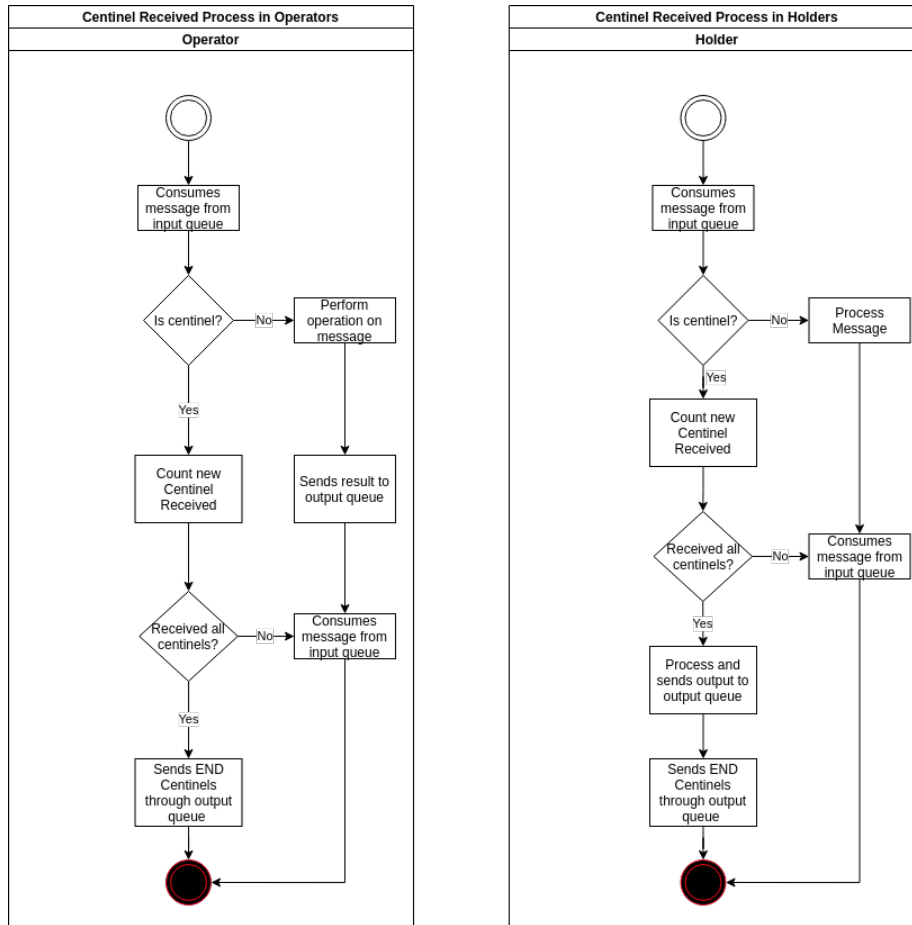 Centinel Received Process in Operators
Operator
Consumes
message from
input queue
Is centinel?
No
Perform
operation on
message
Yes
Count new
Centinel
Received
Sends result to
output queue
Received all
centinels?
No
Consumes
message from
input queue
Yes
Sends END
Centinels
through output
queue
Centinel Received Process in Holders
Holder
Consumes
message from
input queue
Is centinel?
No
Process
Message
Yes
Count new
Centinel
Received
Received all
centinels?
No
Consumes
message from
input queue
Yes
Process and
sends output to
output queue
Sends END
Centinels
through output
queue